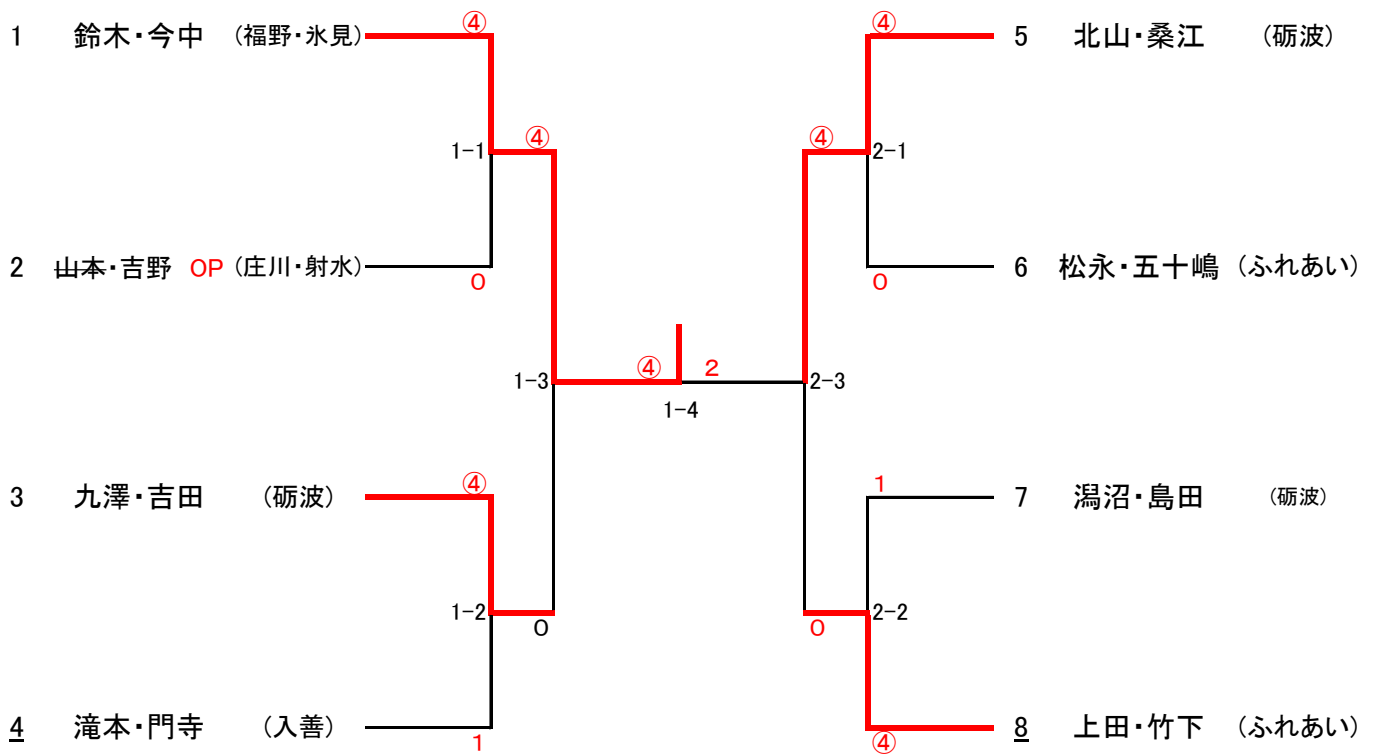 ④ ④
1 鈴木・今中 (福野・氷見) 5 北山・桑江 (砺波)
④ ④
1-1 2-1
2 山本・吉野 OP (庄川・射水) 6 松永・五十嶋 (ふれあい)
0 0
④ 2
1-3 2-3
1-4
④ 1
3 九澤・吉田 (砺波) 7 潟沼・島田 (砺波)
1-2 2-2
0 0
4 滝本・門寺 (入善) 8 上田・竹下 (ふれあい)
1 ④